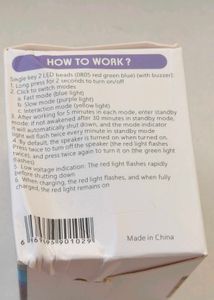 HOW TO WORK?
Single key 2 LED beads (0805 red green blue) (with buzzer):
1. Long press for 2 seconds to turn on/off
2. Click to switch modes
a. Fast mode (blue light)
b. Slow mode (purple light)
c. Interaction mode (yellow light)
3. After working for 5 minutes in each mode, enter standby
mode; if not awakened after 30 minutes in standby mode,
it will automatically shut down, and the mode indicator
light will flash twice every minute in standby mode
4. By default, the speaker is turned on when turned on.
Press twice to turn off the speaker (the red light flashes
twice), and press twice again to turn it on (the green light
flashes twice).
5. Low voltage indication: The red light flashes rapidly
before shutting down
6. When charging, the red light flashes, and when fully
charged, the red light remains on
Made in China